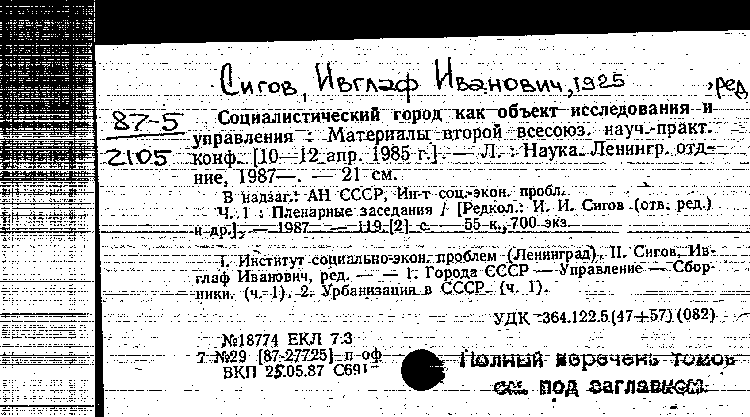 Сигов, Ивглаф Иванович, 1925 , ред
87-5
2105
Социалистический город как объект исследования и
управления : Материалы второй всесоюз. науч.-практ.
конф. [10—12 апр. 1985 г.]. — Л. : Наука. Ленингр. отд-
ние, 1987—. — 21 см.
В надзаг.: АН СССР, Ин-т соц.-экон. пробл.
Ч. 1 : Пленарные заседания / [Редкол.: И. И. Сигов (отв. ред.)
и др.]. — 1987. — 119,[2] с. 55 к., 700 экз.
I. Институт социально-экон. проблем (Ленинград). II. Сигов, Ив-
глаф Иванович, ред. — — 1. Города СССР — Управление — Сбор-
ники. (ч. 1). 2. Урбанизация в СССР. (ч. 1).
УДК 364.122.5(47+57)(082)
№18774 ЕКЛ 7.3
7 №29 [87-27725] п оф
ВКП 25.05.87 С691
Полный перечень томов
см. под заглавием: